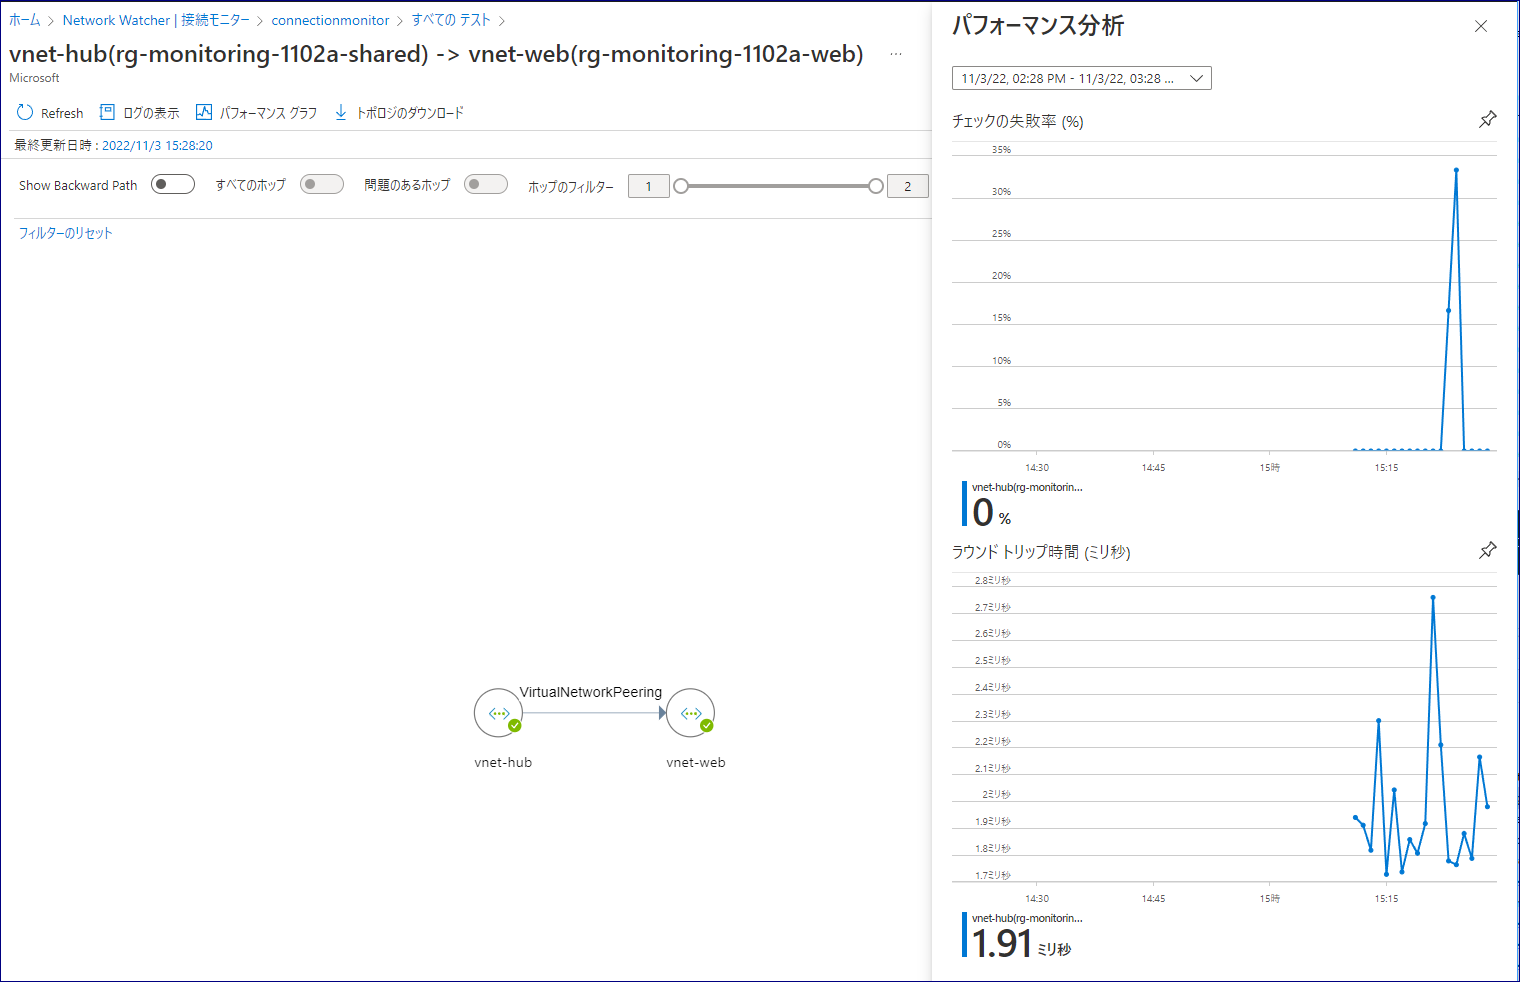 ホーム > Network Watcher | 接続モニター > connectionmonitor > すべての テスト >
vnet-hub(rg-monitoring-1102a-shared) -> vnet-web(rg-monitoring-1102a-web) ...
Microsoft
Refresh ログの表示 パフォーマンス グラフ トポロジのダウンロード
最終更新日時 : 2022/11/3 15:28:20
Show Backward Path すべてのホップ 問題のあるホップ ホップのフィルター 1 2
フィルターのリセット
VirtualNetworkPeering
vnet-hub vnet-web
パフォーマンス分析
11/3/22, 02:28 PM - 11/3/22, 03:28 ...
チェックの失敗率 (%)
35%
30%
25%
20%
15%
10%
5%
0%
14:30 14:45 15時 15:15
vnet-hub(rg-monitorin...
0 %
ラウンド トリップ時間 (ミリ秒)
2.8ミリ秒
2.7ミリ秒
2.6ミリ秒
2.5ミリ秒
2.4ミリ秒
2.3ミリ秒
2.2ミリ秒
2.1ミリ秒
2ミリ秒
1.9ミリ秒
1.8ミリ秒
1.7ミリ秒
14:30 14:45 15時 15:15
vnet-hub(rg-monitorin...
1.91 ミリ秒